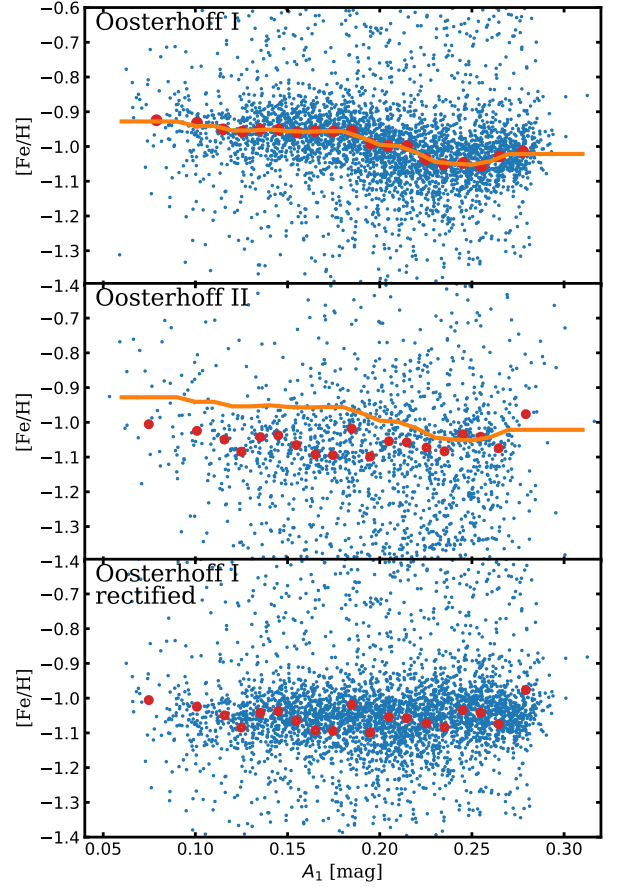 Oosterhoff I
−0.6
−0.7
−0.8
−0.9
−1.0
−1.1
−1.2
−1.3
−1.4
[Fe/H]
Oosterhoff II
−0.7
−0.8
−0.9
−1.0
−1.1
−1.2
−1.3
−1.4
[Fe/H]
Oosterhoff I
rectified
−0.7
−0.8
−0.9
−1.0
−1.1
−1.2
−1.3
−1.4
[Fe/H]
0.05 0.10 0.15 0.20 0.25 0.30
A₁ [mag]